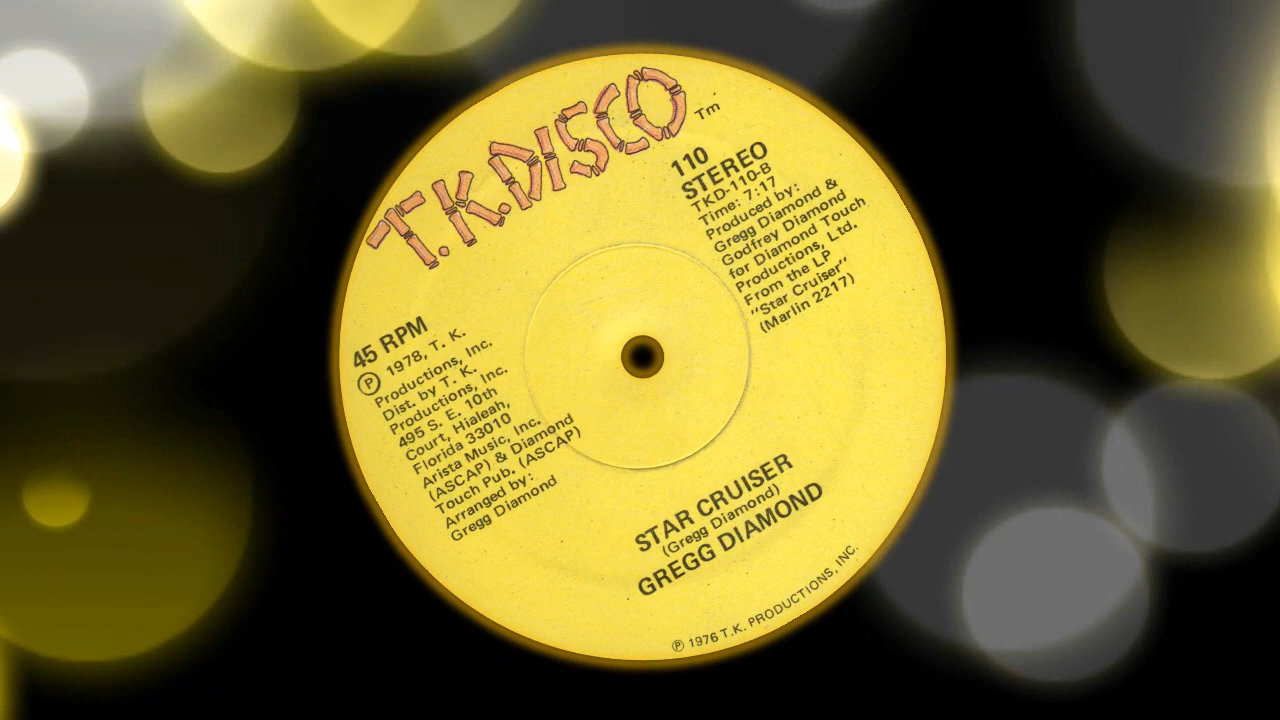 T.K.DISCO Tm
110
STEREO
TKD-110-B
Time: 7:17
Produced by:
Gregg Diamond &
Godfrey Diamond
for Diamond Touch
Productions, Ltd.
From the LP
"Star Cruiser"
(Marlin 2217)
45 RPM
Ⓟ 1978, T. K.
Productions, Inc.
Dist. by T. K.
Productions, Inc.
495 S. E. 10th
Court, Hialeah,
Florida 33010
Arista Music, Inc.
(ASCAP) & Diamond
Touch Pub. (ASCAP)
Arranged by:
Gregg Diamond
STAR CRUISER
(Gregg Diamond)
GREGG DIAMOND
Ⓟ 1976 T.K. PRODUCTIONS, INC.